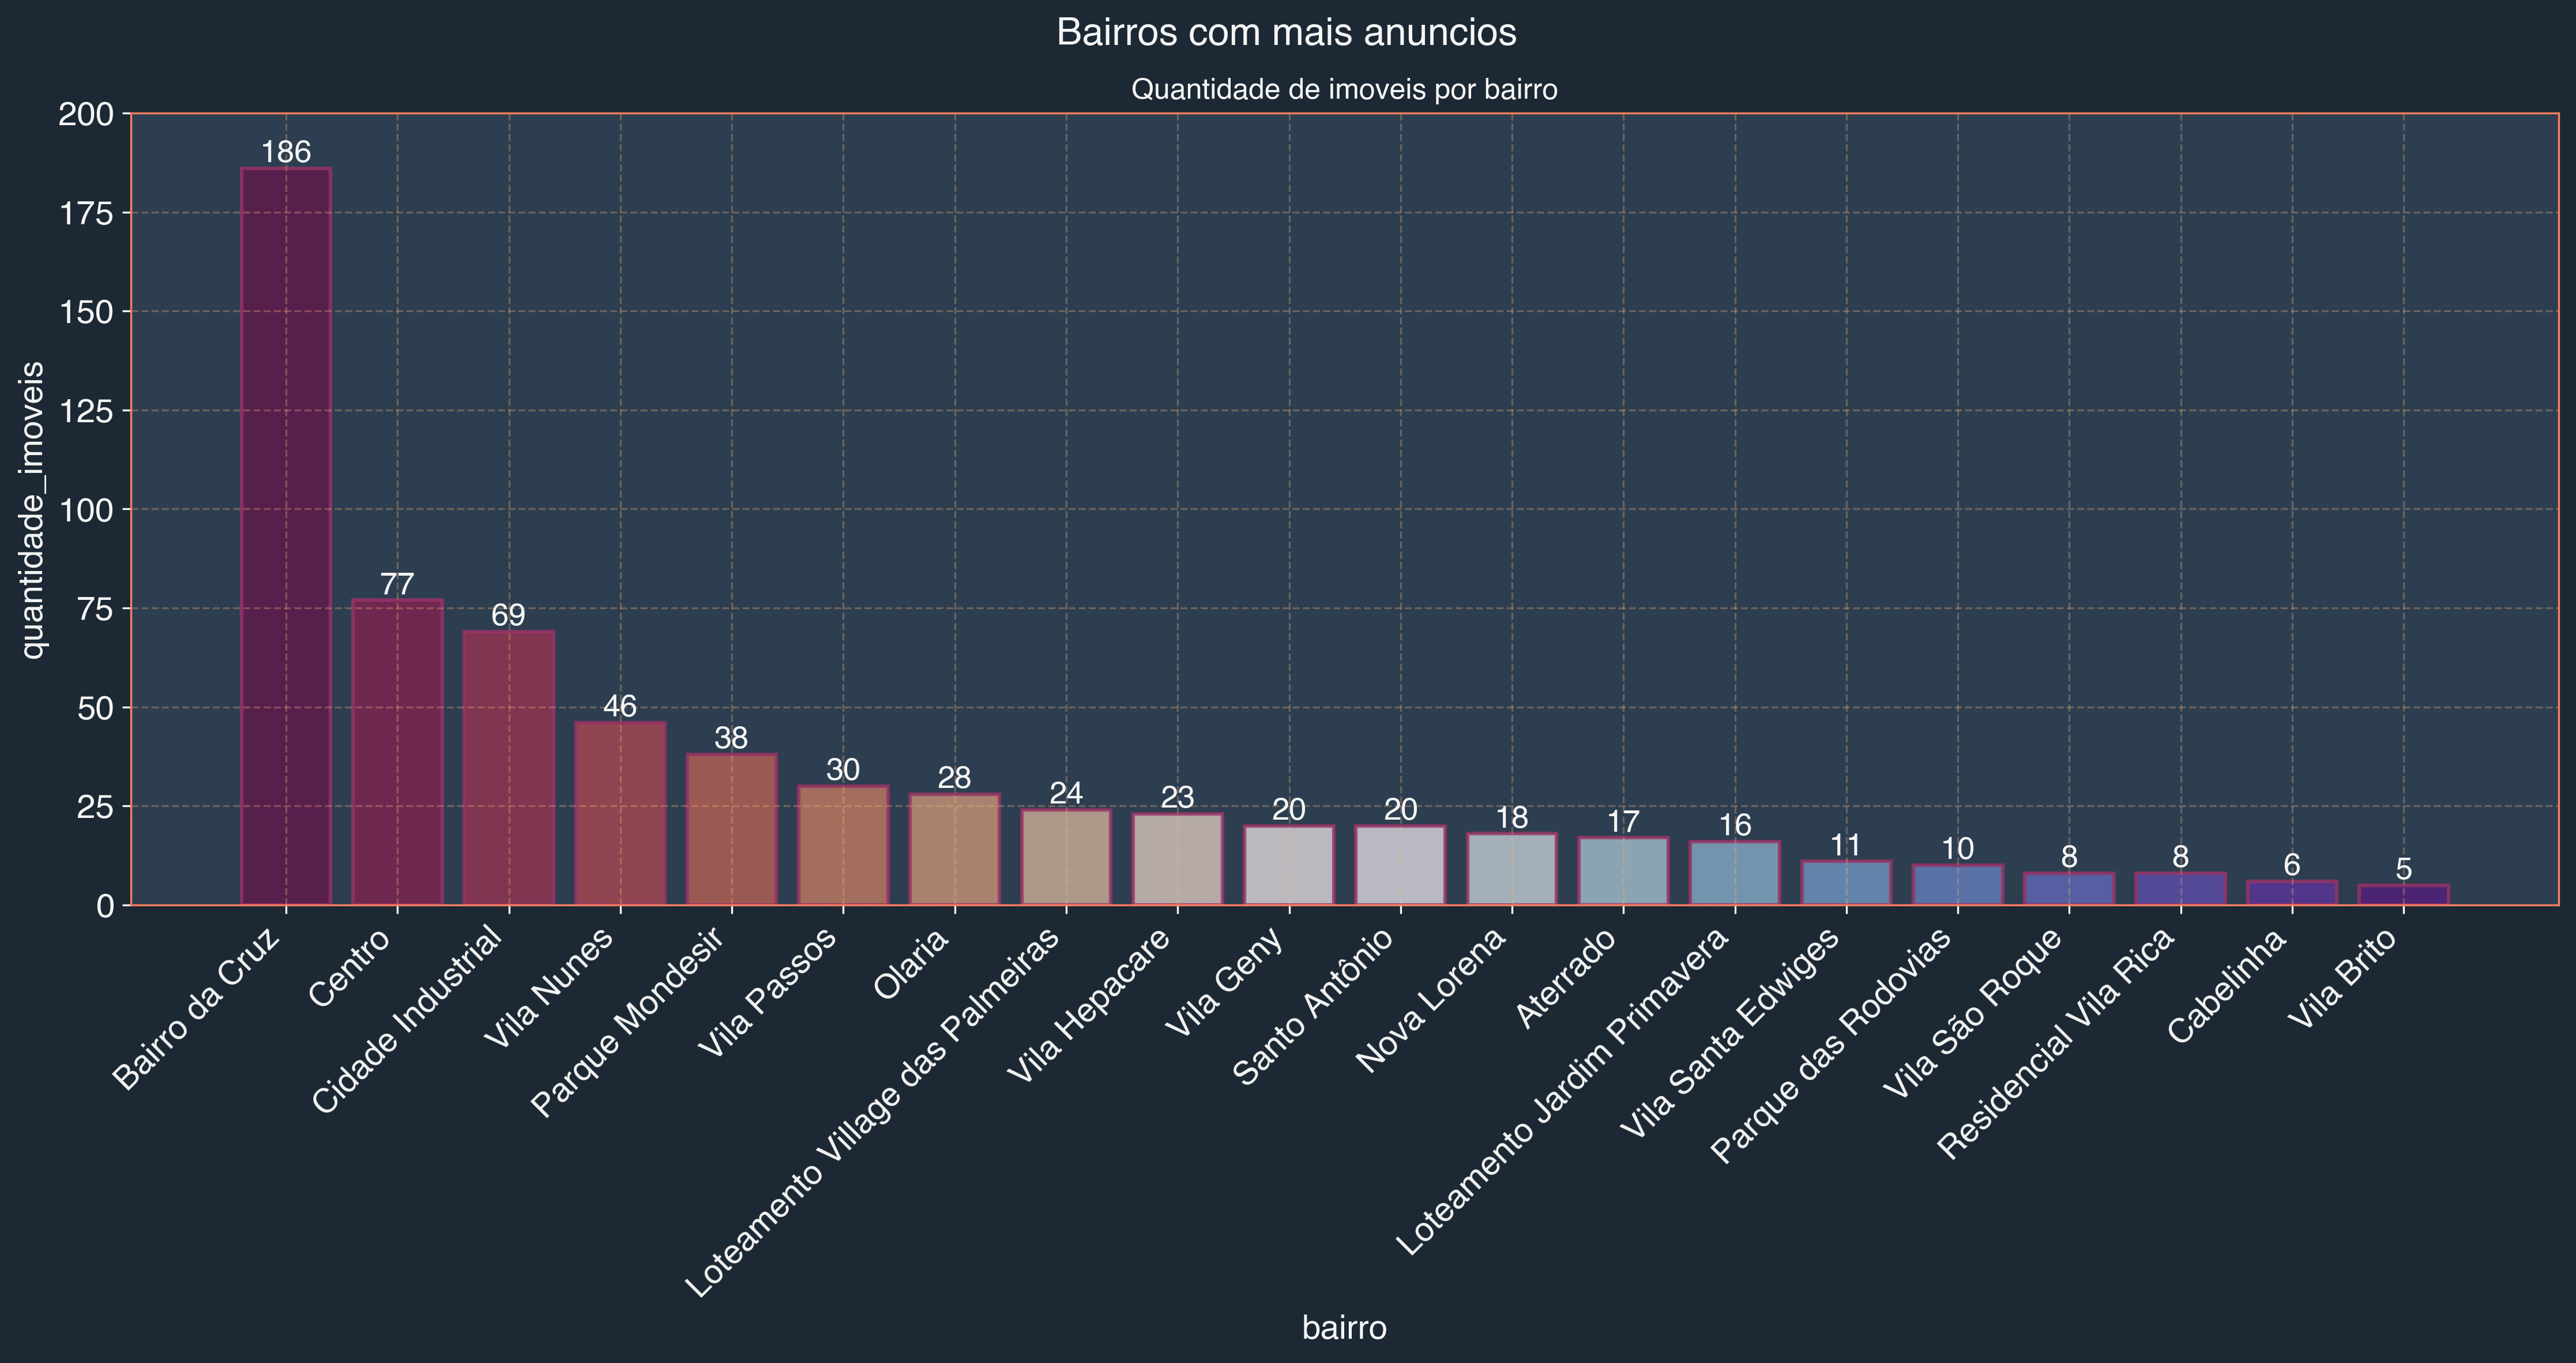 Bairros com mais anuncios
Quantidade de imoveis por bairro
quantidade_imoveis
200
175
150
125
100
75
50
25
0
186
77
69
46
38
30
28
24
23
20
20
18
17
16
11
10
8
8
6
5
Bairro da Cruz
Centro
Cidade Industrial
Vila Nunes
Parque Mondesir
Vila Passos
Olaria
Loteamento Village das Palmeiras
Vila Hepacare
Vila Geny
Santo Antônio
Nova Lorena
Aterrado
Loteamento Jardim Primavera
Vila Santa Edwiges
Parque das Rodovias
Vila São Roque
Residencial Vila Rica
Cabelinha
Vila Brito
bairro